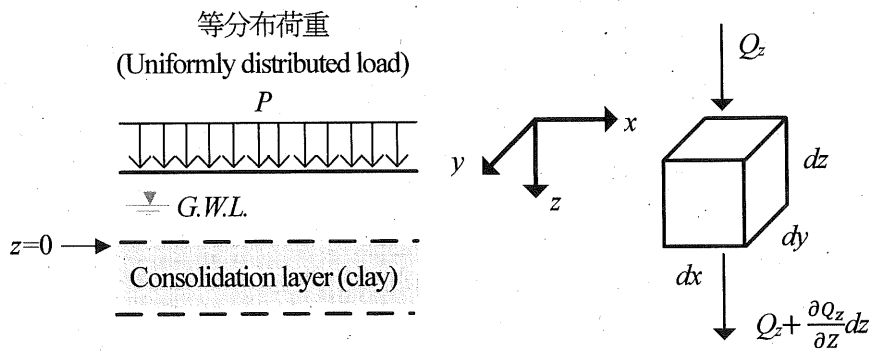 等分布荷重
(Uniformly distributed load)
P
G.W.L.
z=0
Consolidation layer (clay)
x
y
z
Q_z
dz
dy
dx
Q_z+ ∂Q_z/∂z dz